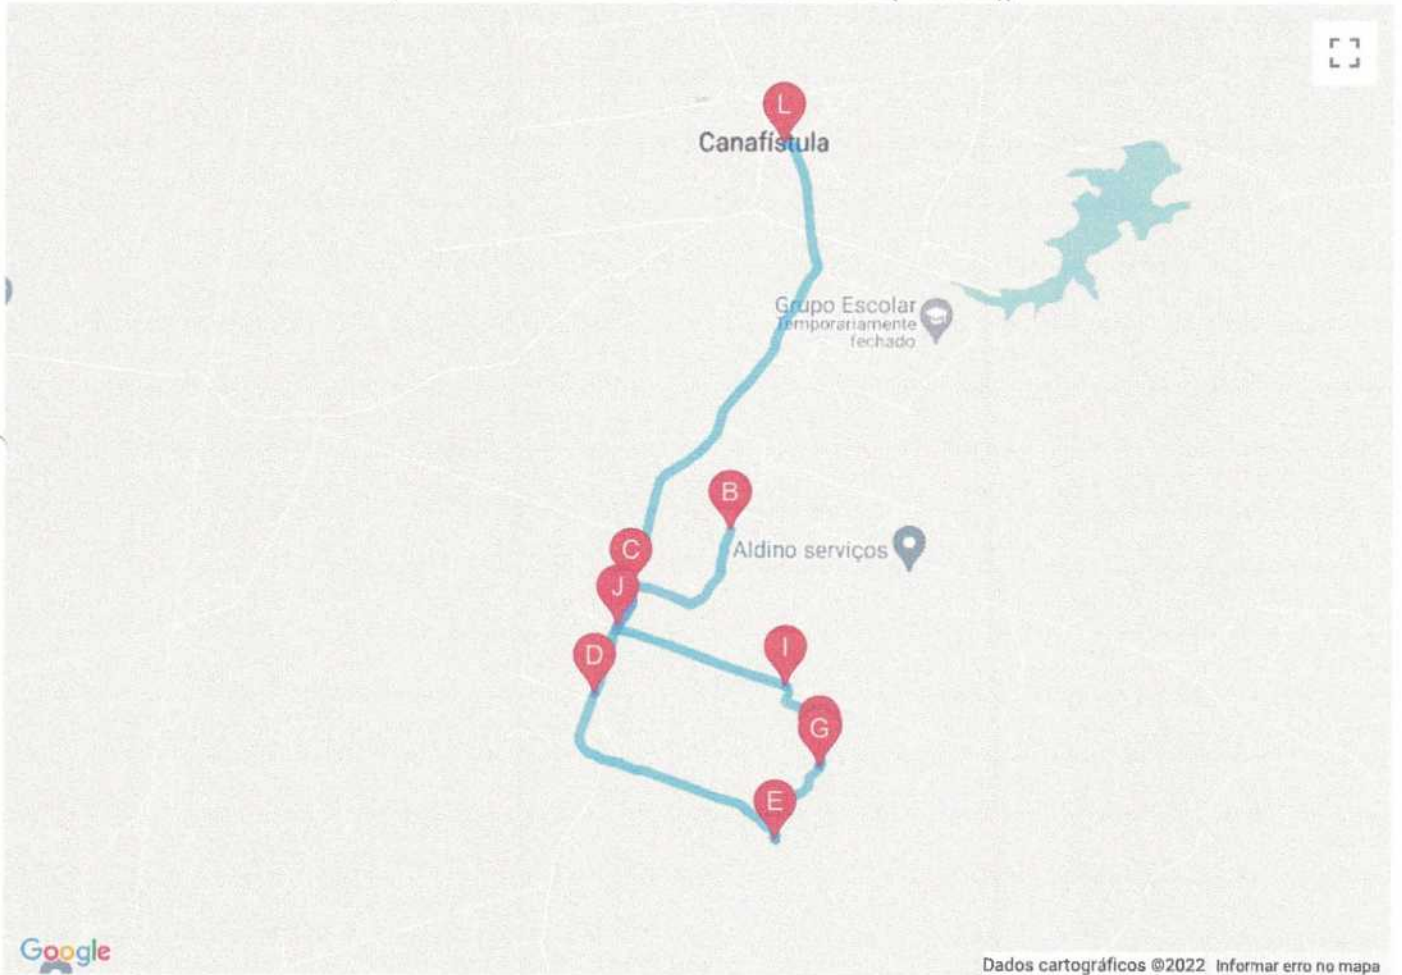 L
Canafístula
Grupo Escolar
Temporariamente
fechado
B
C
Aldino serviços
J
I
D
G
E
Google
Dados cartográficos ©2022 Informar erro no mapa